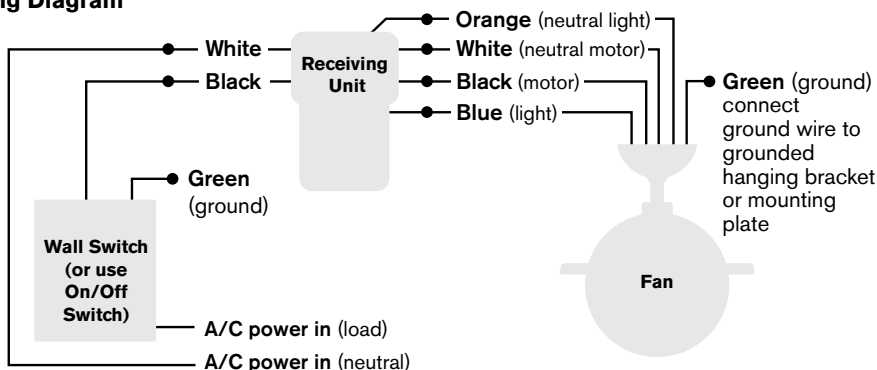 ng Diagram
Orange (neutral light)
White
Receiving
Unit
White (neutral motor)
Black
Black (motor)
Green (ground)
connect
ground wire to
grounded
hanging bracket
or mounting
plate
Blue (light)
Green
(ground)
Wall Switch
(or use
On/Off
Switch)
Fan
A/C power in (load)
A/C power in (neutral)